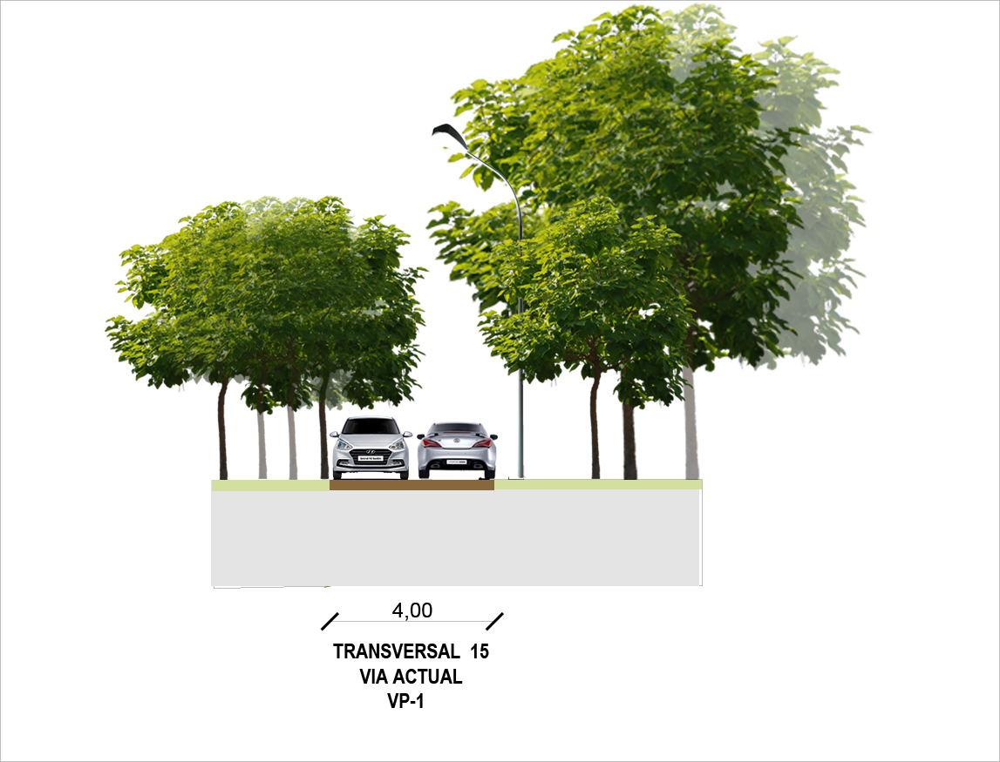 4,00
TRANSVERSAL 15
VIA ACTUAL
VP-1